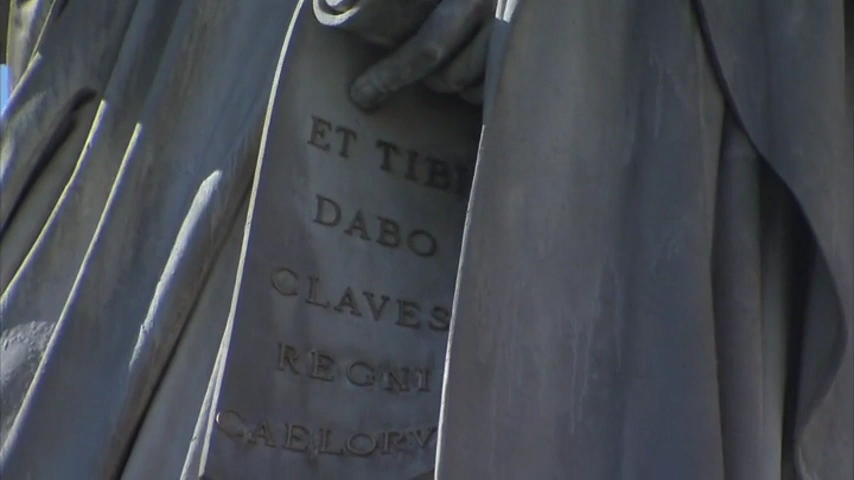 ET TIBI
DABO
CLAVES
REGNI
CAELORV